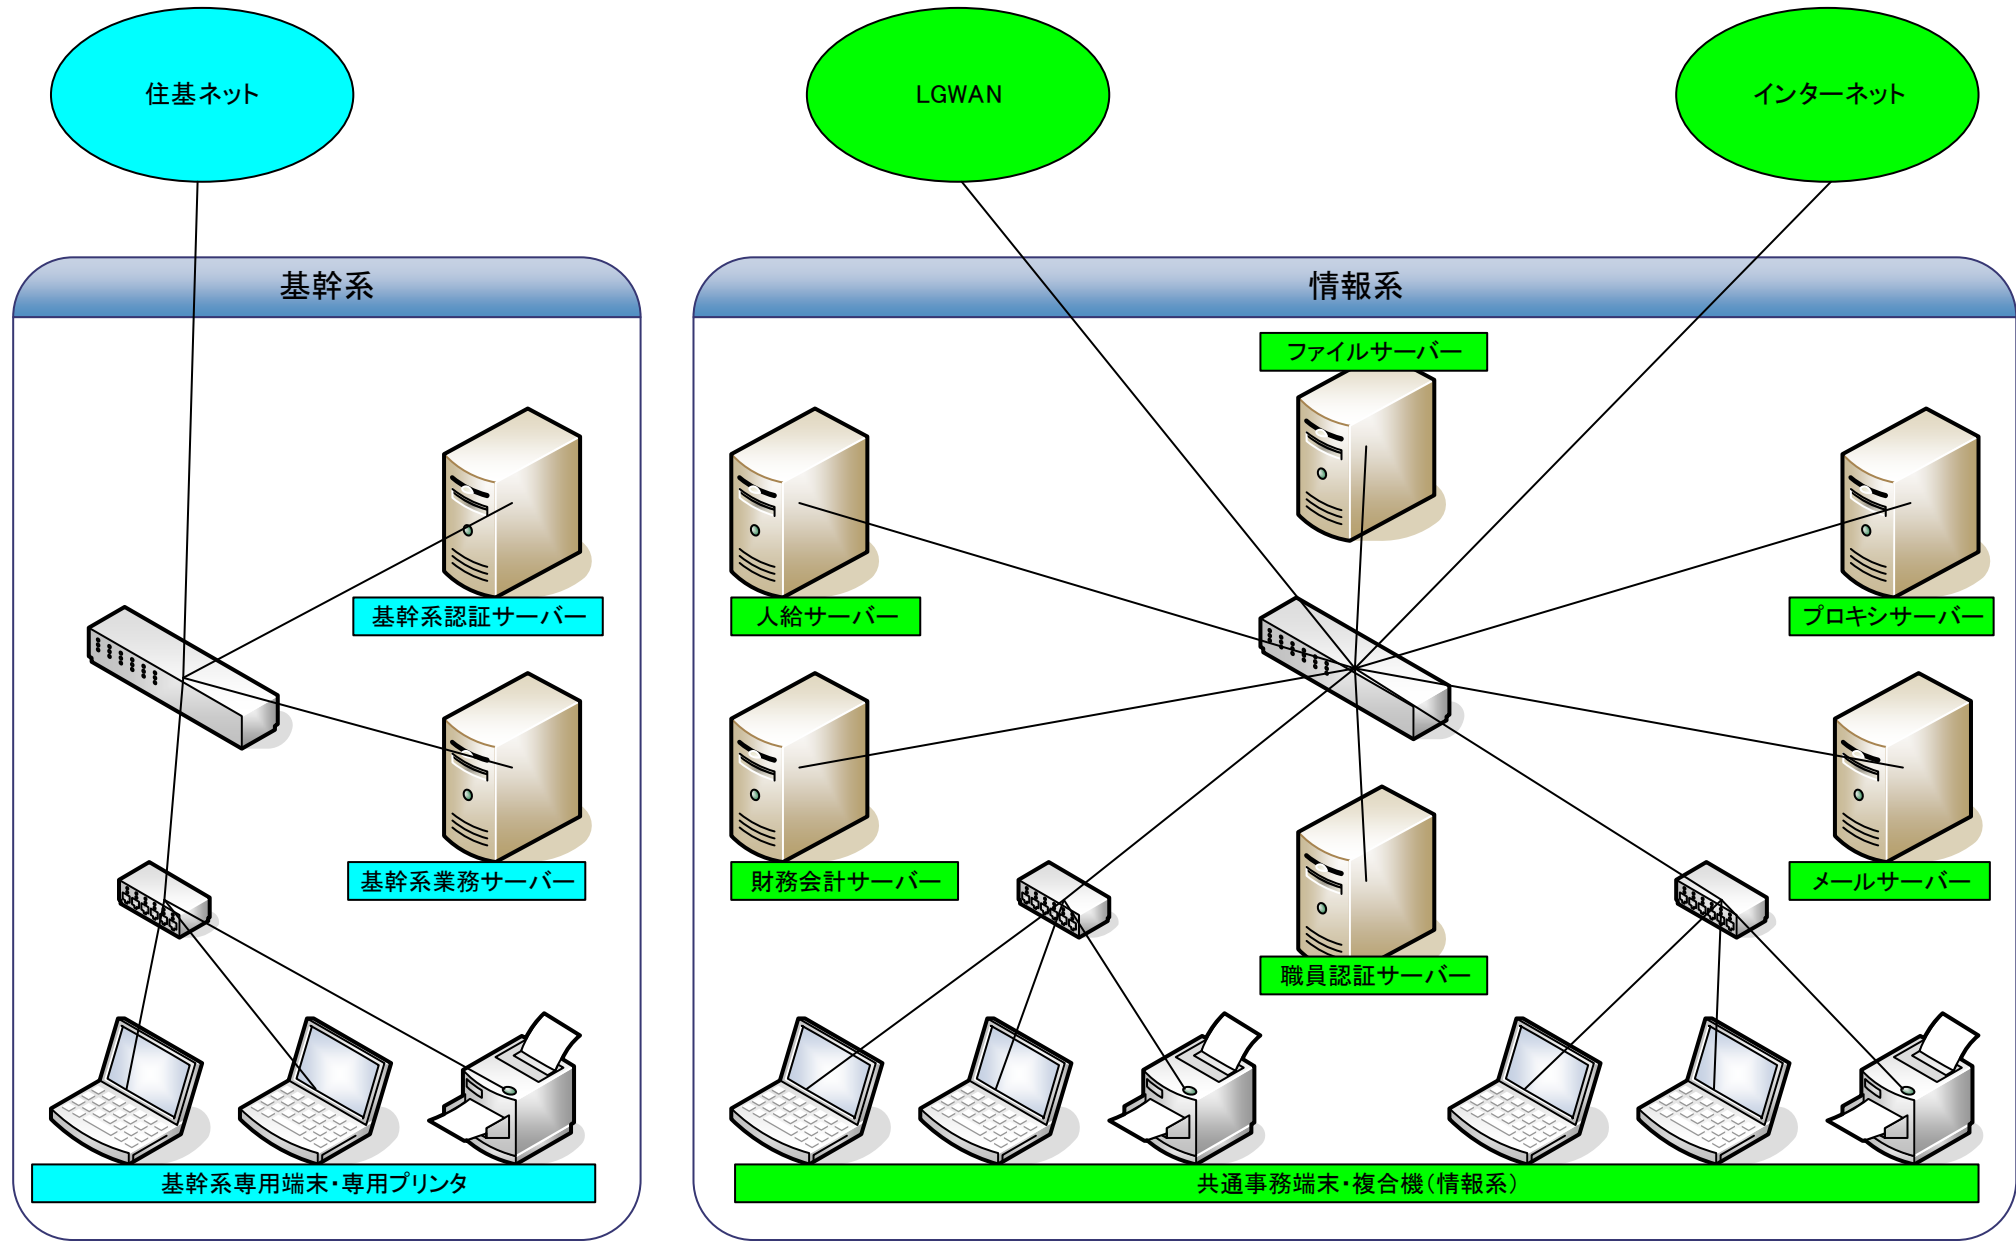 住基ネット
LGWAN
インターネット
基幹系
情報系
ファイルサーバー
基幹系認証サーバー
人給サーバー
プロキシサーバー
基幹系業務サーバー
財務会計サーバー
メールサーバー
職員認証サーバー
基幹系専用端末・専用プリンタ
共通事務端末・複合機（情報系）